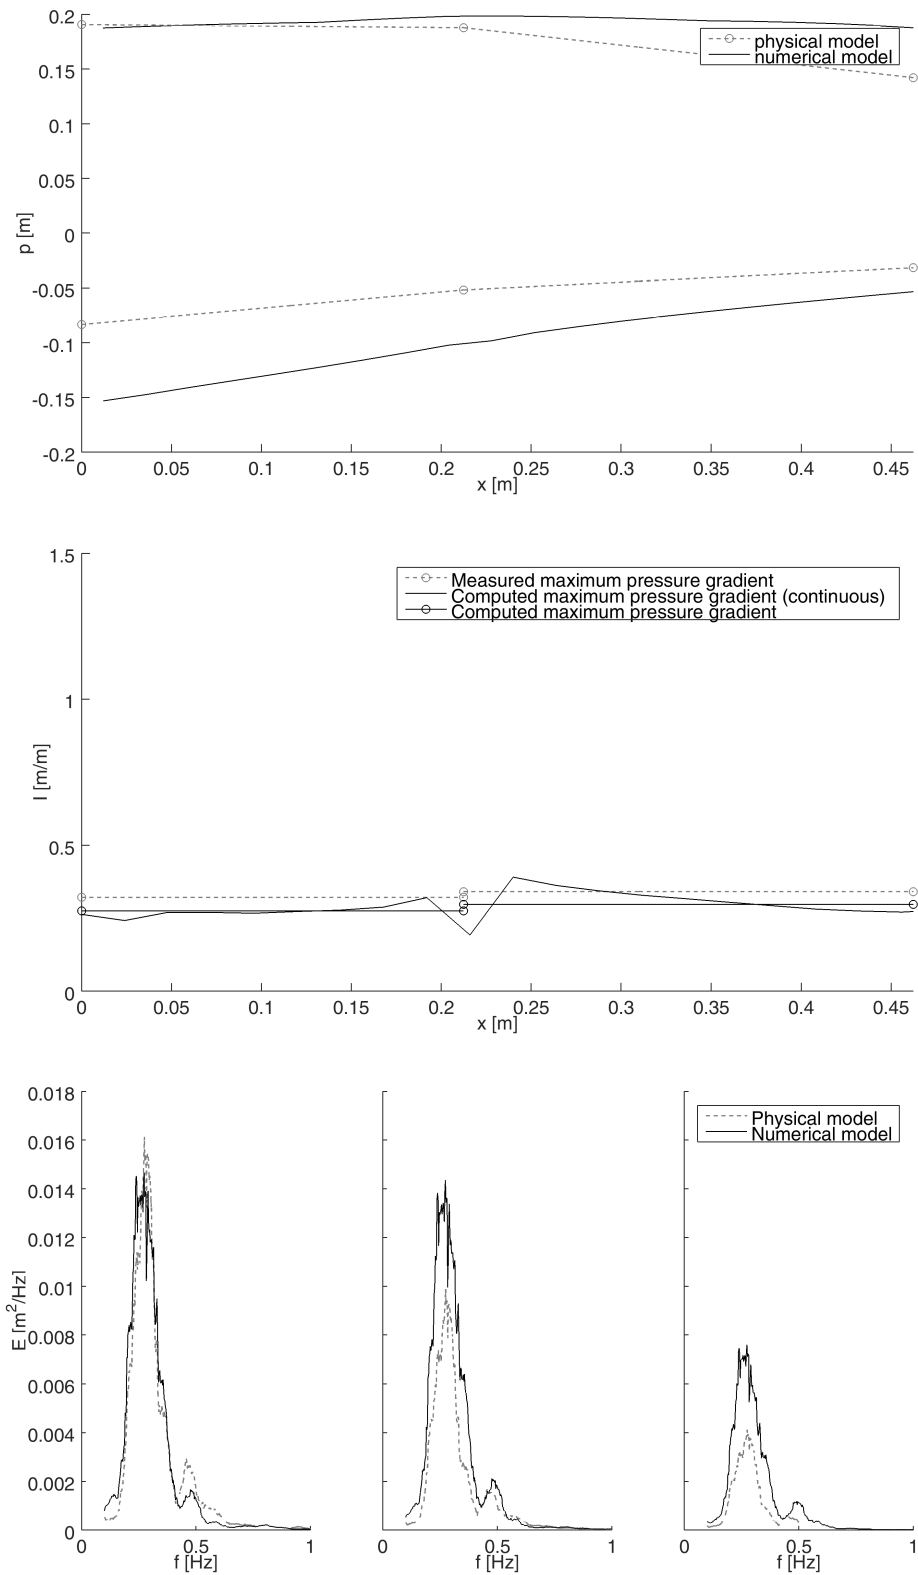 0.2
0.15
0.1
0.05
0
-0.05
-0.1
-0.15
-0.2
p [m]
physical model
numerical model
0 0.05 0.1 0.15 0.2 0.25 0.3 0.35 0.4 0.45
x [m]
1.5
1
0.5
0
I [m/m]
Measured maximum pressure gradient
Computed maximum pressure gradient (continuous)
Computed maximum pressure gradient
0 0.05 0.1 0.15 0.2 0.25 0.3 0.35 0.4 0.45
x [m]
0.018
0.016
0.014
0.012
0.01
0.008
0.006
0.004
0.002
0
E [m²/Hz]
Physical model
Numerical model
0 0.5 1 0 0.5 1 0 0.5 1
f [Hz] f [Hz] f [Hz]